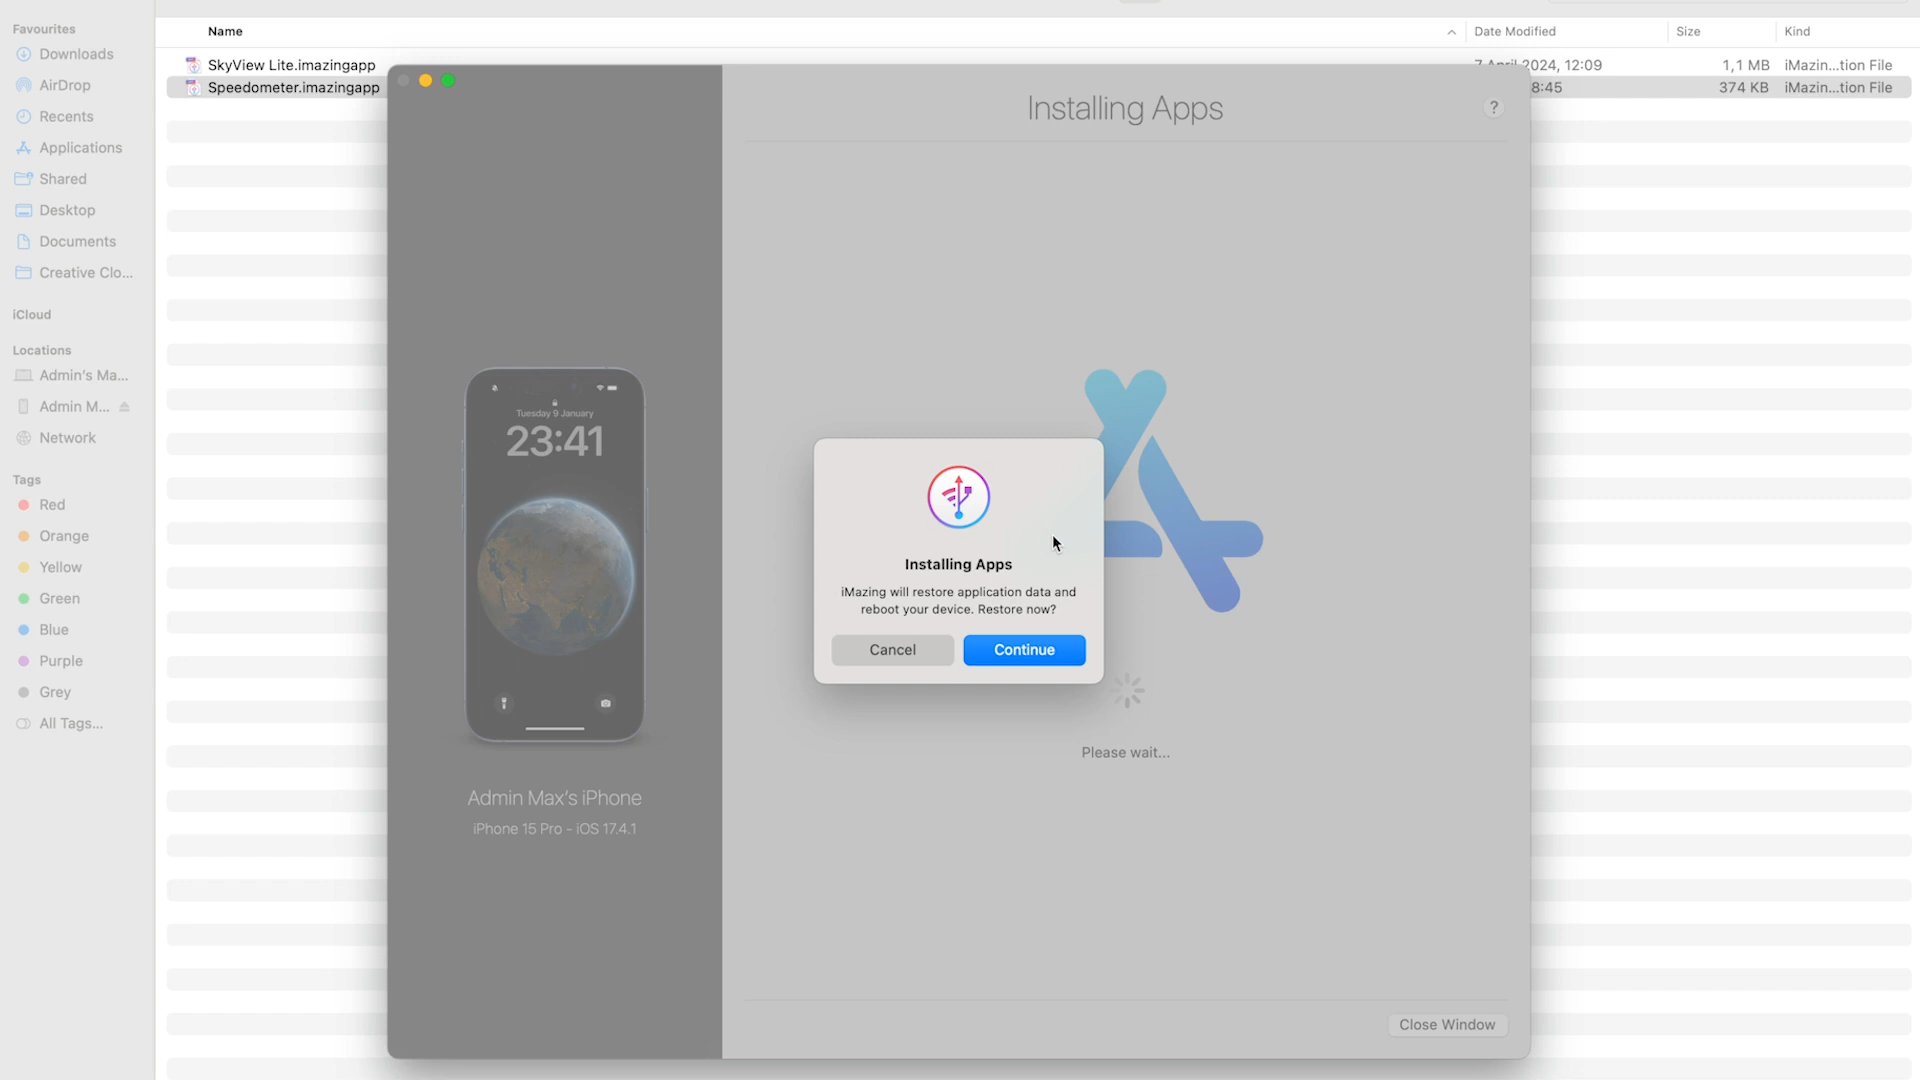 Favourites
Downloads
AirDrop
Recents
Applications
Shared
Desktop
Documents
Creative Clo...
iCloud
Locations
Admin's Ma...
Admin M...
Network
Tags
Red
Orange
Yellow
Green
Blue
Purple
Grey
All Tags...
Name
Date Modified
Size
Kind
SkyView Lite.imazingapp
7 April 2024, 12:09
1,1 MB
iMazin...tion File
Speedometer.imazingapp
8:45
374 KB
iMazin...tion File
Tuesday 9 January
23:41
Admin Max's iPhone
iPhone 15 Pro - iOS 17.4.1
Installing Apps
?
Installing Apps
iMazing will restore application data and
reboot your device. Restore now?
Cancel
Continue
Please wait...
Close Window